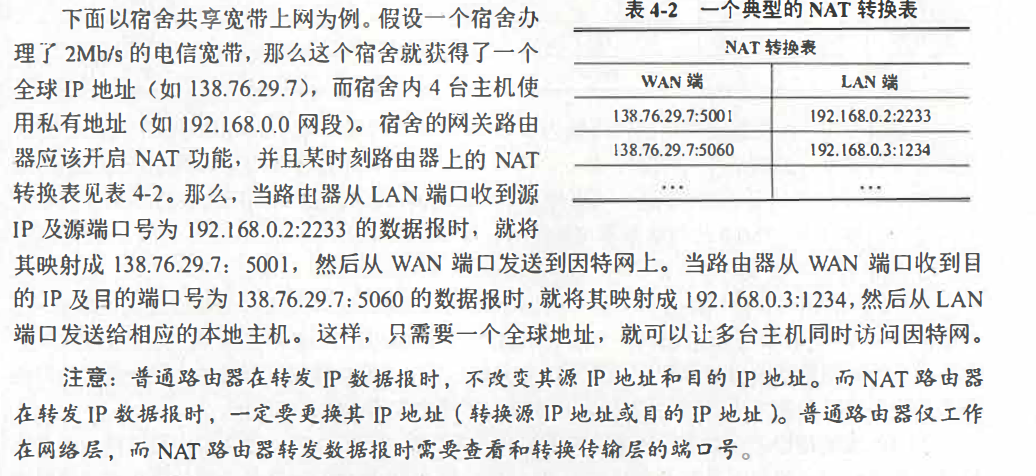 下面以宿舍共享宽带上网为例。假设一个宿舍办
理了 2Mb/s 的电信宽带，那么这个宿舍就获得了一个
全球 IP 地址（如 138.76.29.7），而宿舍内 4 台主机使
用私有地址（如 192.168.0.0 网段）。宿舍的网关路由
器应该开启 NAT 功能，并且某时刻路由器上的 NAT
转换表见表 4-2。那么，当路由器从 LAN 端口收到源
IP 及源端口号为 192.168.0.2:2233 的数据报时，就将
表 4-2 一个典型的 NAT 转换表
NAT 转换表
WAN 端 LAN 端
138.76.29.7:5001 192.168.0.2:2233
138.76.29.7:5060 192.168.0.3:1234
… …
其映射成 138.76.29.7：5001，然后从 WAN 端口发送到因特网上。当路由器从 WAN 端口收到目
的 IP 及目的端口号为 138.76.29.7:5060 的数据报时，就将其映射成 192.168.0.3:1234，然后从 LAN
端口发送给相应的本地主机。这样，只需要一个全球地址，就可以让多台主机同时访问因特网。
注意：普通路由器在转发 IP 数据报时，不改变其源 IP 地址和目的 IP 地址。而 NAT 路由器
在转发 IP 数据报时，一定要更换其 IP 地址（转换源 IP 地址或目的 IP 地址）。普通路由器仅工作
在网络层，而 NAT 路由器转发数据报时需要查看和转换传输层的端口号。